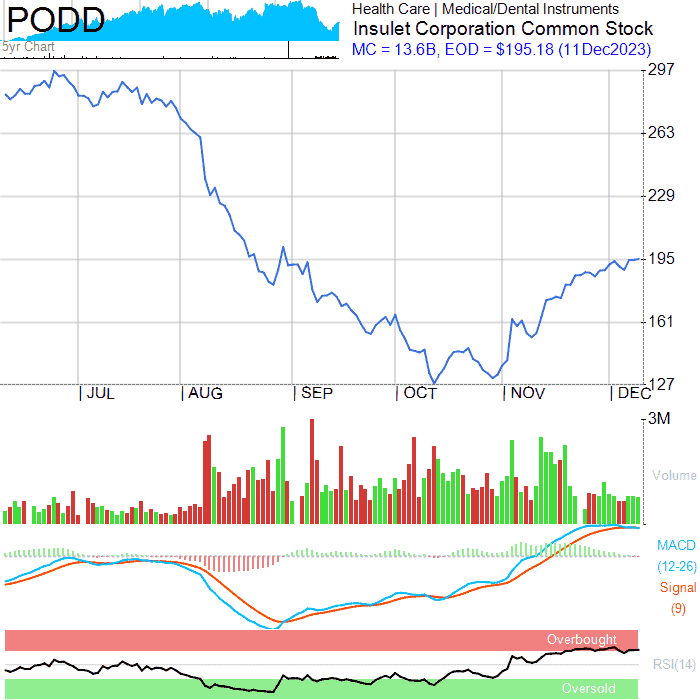 PODD
5yr Chart
Health Care | Medical/Dental Instruments
Insulet Corporation Common Stock
MC = 13.6B, EOD = $195.18 (11Dec2023)
297
263
229
195
161
127
JUL AUG SEP OCT NOV DEC
3M
Volume
MACD
(12-26)
Signal
(9)
Overbought
RSI(14)
Oversold